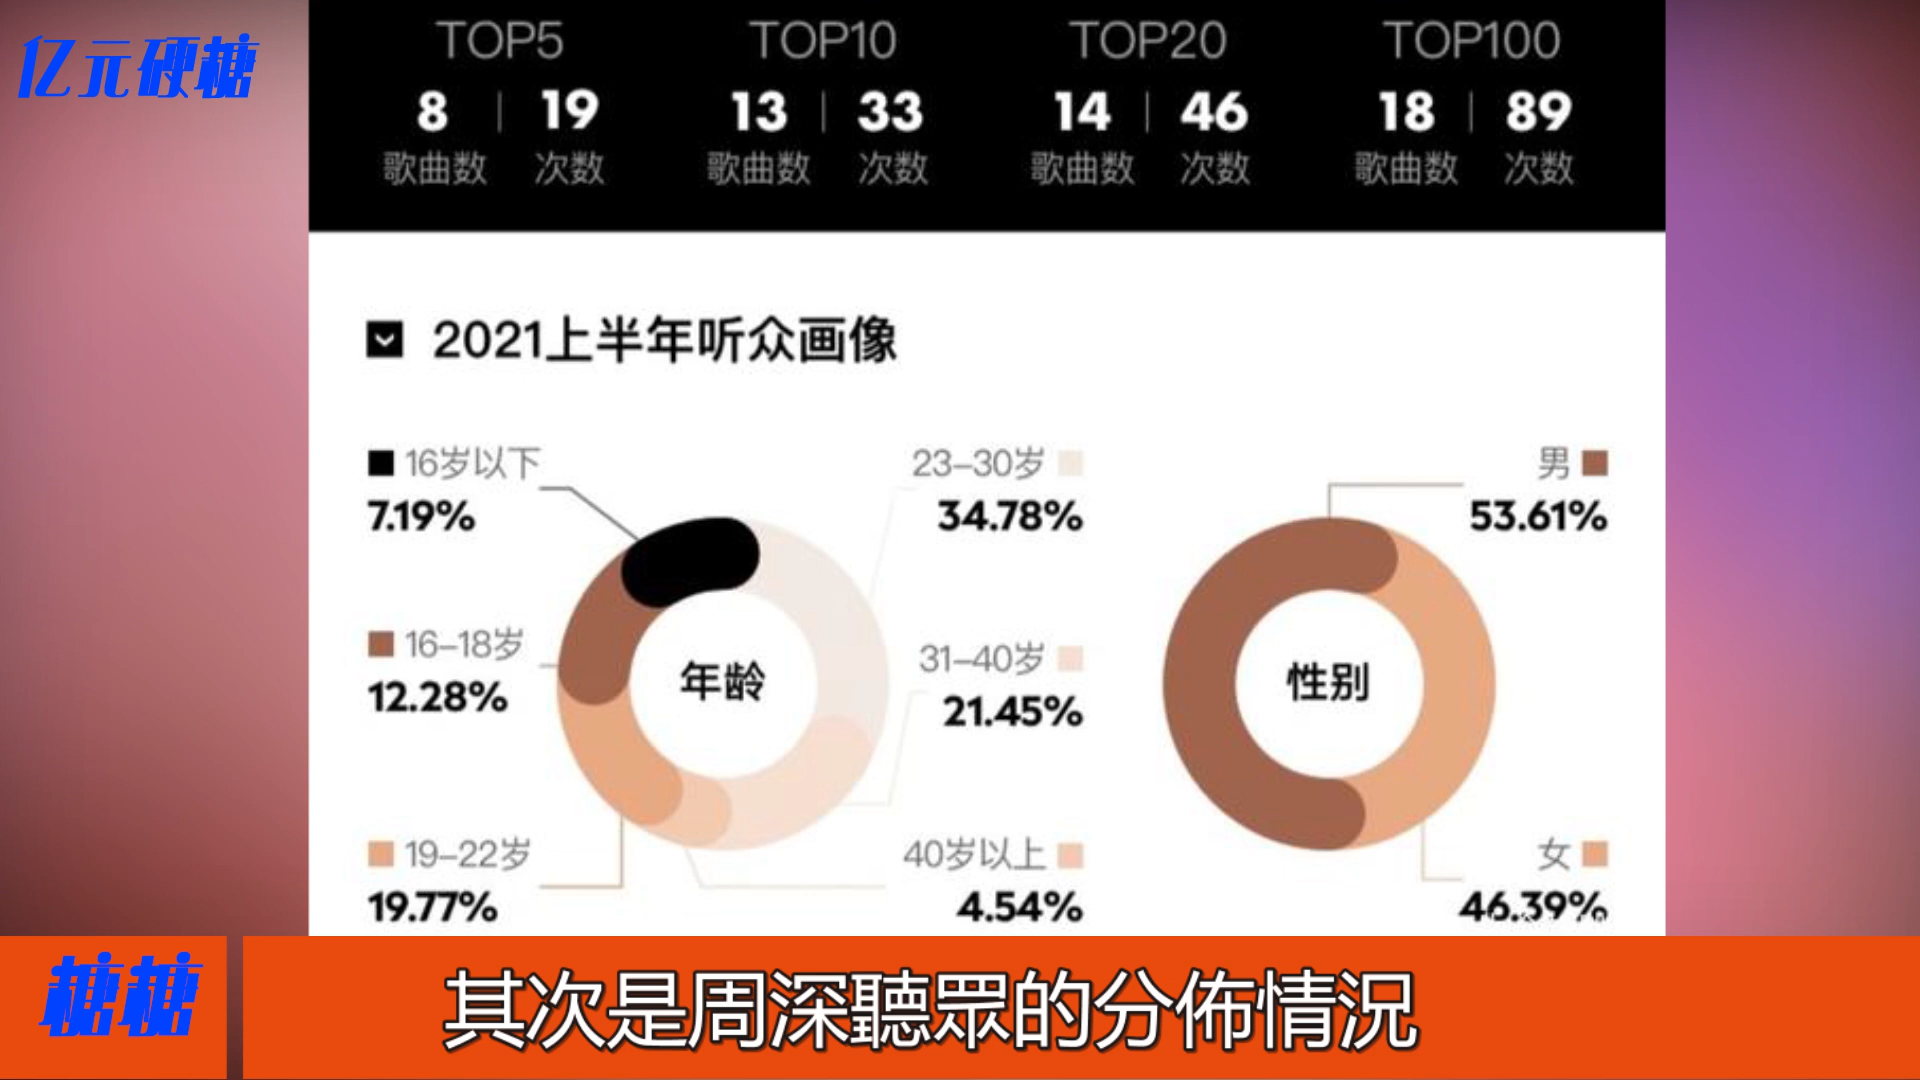 亿元硬糖
TOP5 TOP10 TOP20 TOP100
8 19 13 33 14 46 18 89
歌曲数 次数 歌曲数 次数 歌曲数 次数 歌曲数 次数
2021上半年听众画像
16岁以下
7.19%
16–18岁
12.28%
19–22岁
19.77%
年龄
23–30岁
34.78%
31–40岁
21.45%
40岁以上
4.54%
性别
男
53.61%
女
46.39%
糖糖
其次是周深聽眾的分佈情況